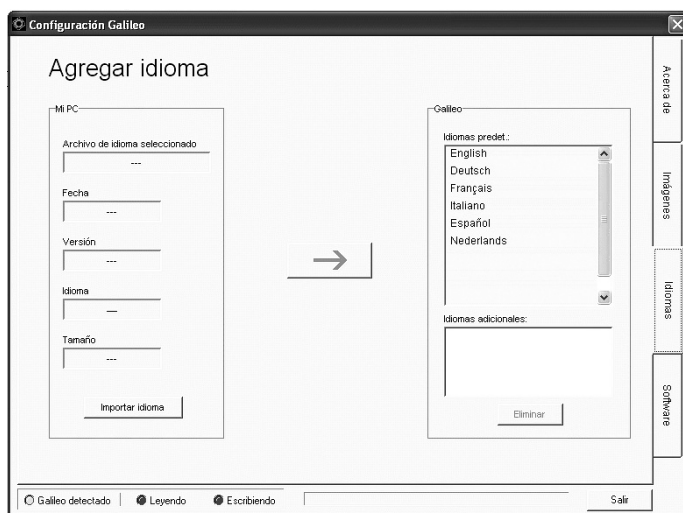 Configuración Galileo
Agregar idioma
Mi PC
Archivo de idioma seleccionado
---
Fecha
---
Versión
---
Idioma
---
Tamaño
---
Importar idioma
Galileo
Idiomas predet.:
English
Deutsch
Français
Italiano
Español
Nederlands
Idiomas adicionales:
Eliminar
Acerca de
Imágenes
Idiomas
Software
Galileo detectado
Leyendo
Escribiendo
Salir